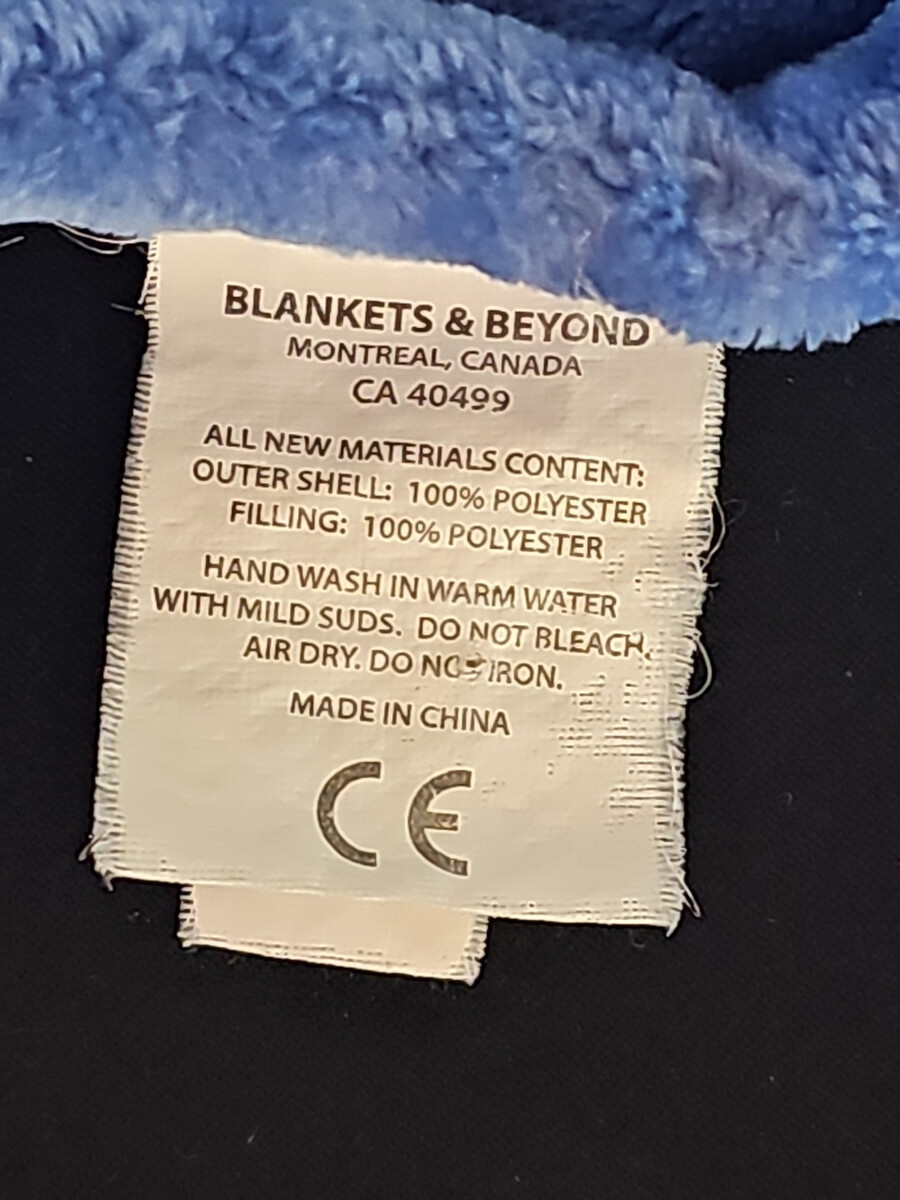 BLANKETS & BEYOND
MONTREAL, CANADA
CA 40499
ALL NEW MATERIALS CONTENT:
OUTER SHELL: 100% POLYESTER
FILLING: 100% POLYESTER
HAND WASH IN WARM WATER
WITH MILD SUDS. DO NOT BLEACH.
AIR DRY. DO NOT IRON.
MADE IN CHINA
CE